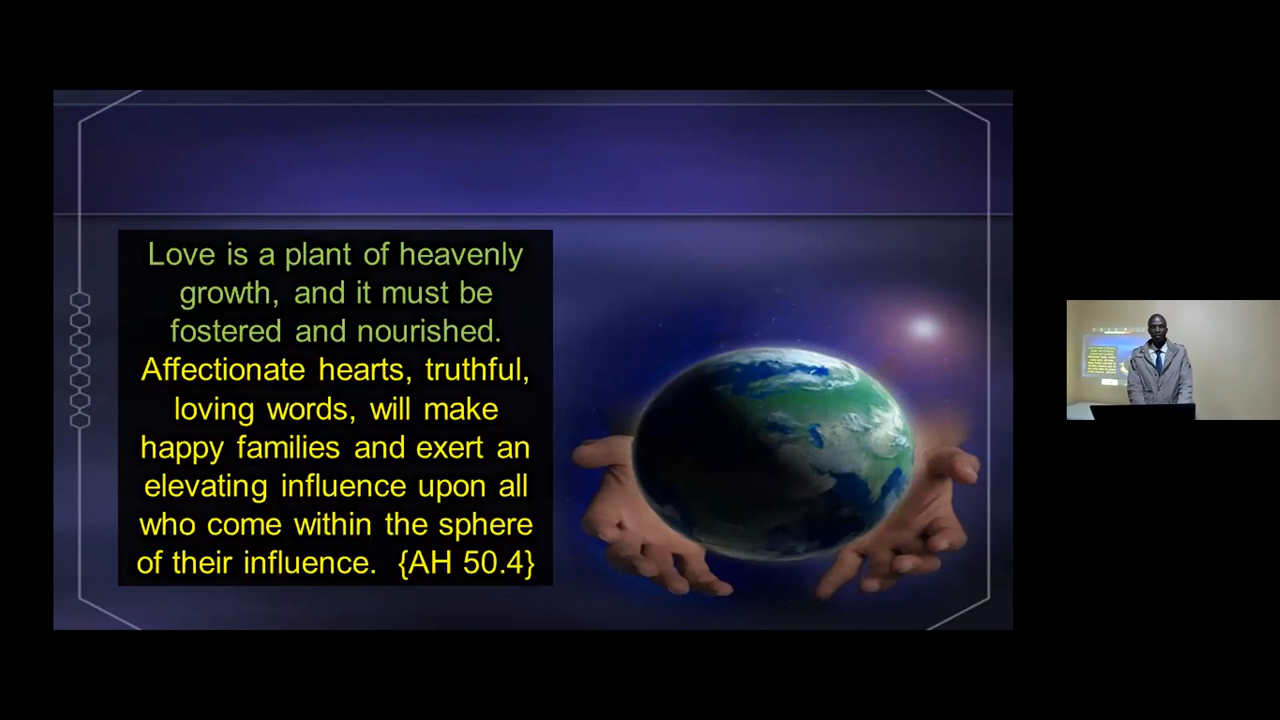 Love is a plant of heavenly
growth, and it must be
fostered and nourished.
Affectionate hearts, truthful,
loving words, will make
happy families and exert an
elevating influence upon all
who come within the sphere
of their influence. {AH 50.4}